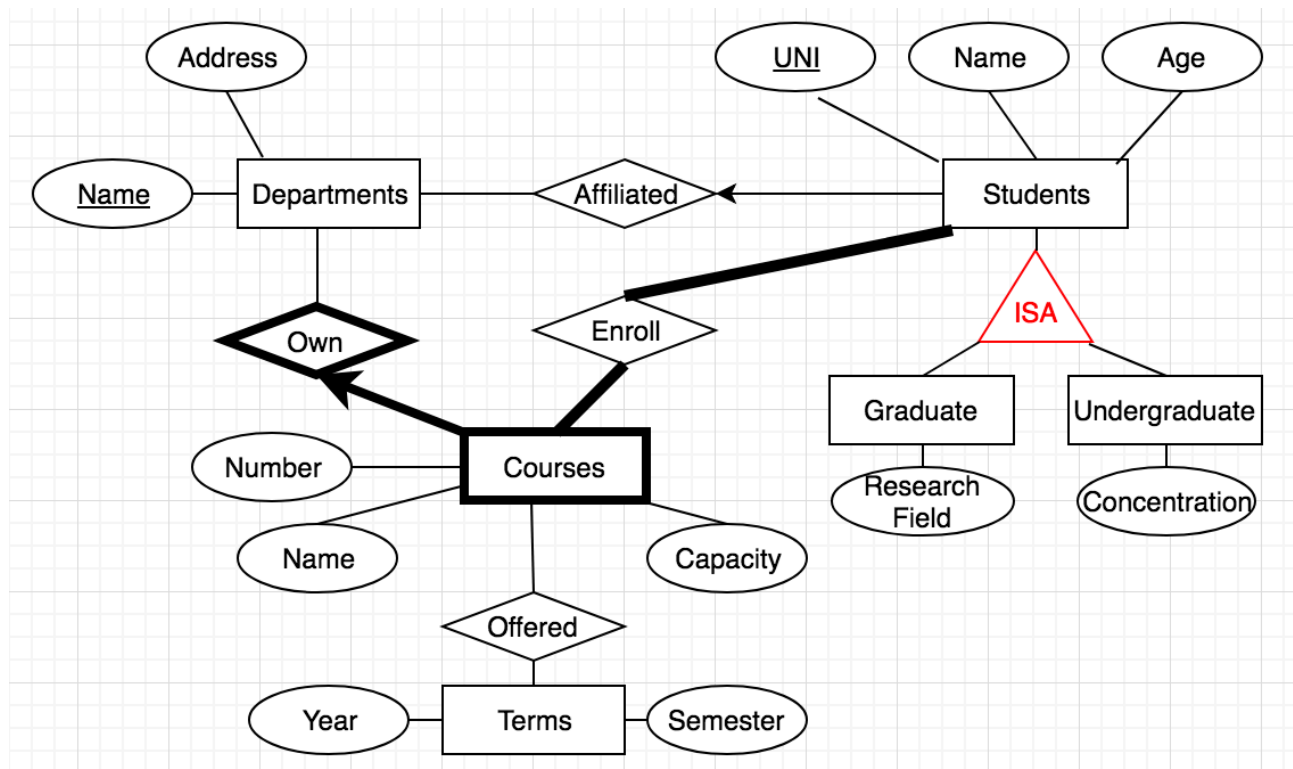 Address
UNI
Name
Age
Name
Departments
Affiliated
Students
Own
Enroll
ISA
Graduate
Undergraduate
Number
Courses
Research
Field
Concentration
Name
Capacity
Offered
Year
Terms
Semester